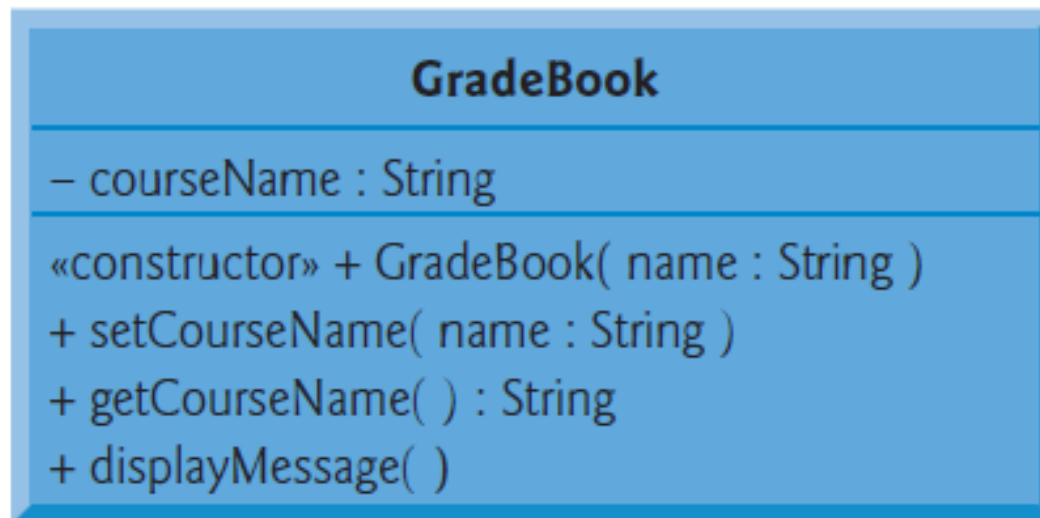 GradeBook
– courseName : String
«constructor» + GradeBook( name : String )
+ setCourseName( name : String )
+ getCourseName( ) : String
+ displayMessage( )